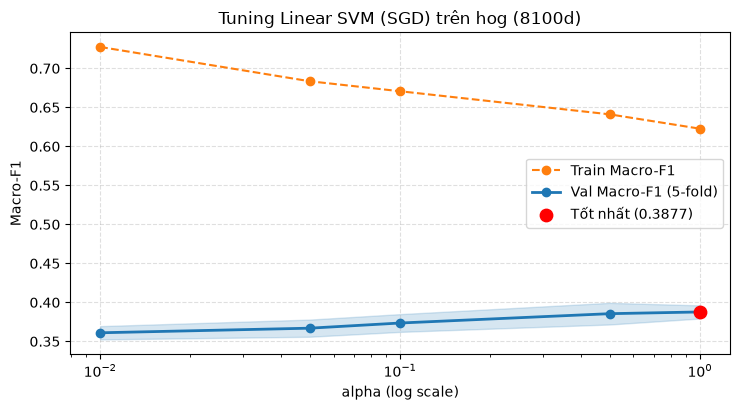 Tuning Linear SVM (SGD) trên hog (8100d)
Macro-F1
0.70
0.65
0.60
0.55
0.50
0.45
0.40
0.35
Train Macro-F1
Val Macro-F1 (5-fold)
Tốt nhất (0.3877)
10⁻²
10⁻¹
10⁰
alpha (log scale)